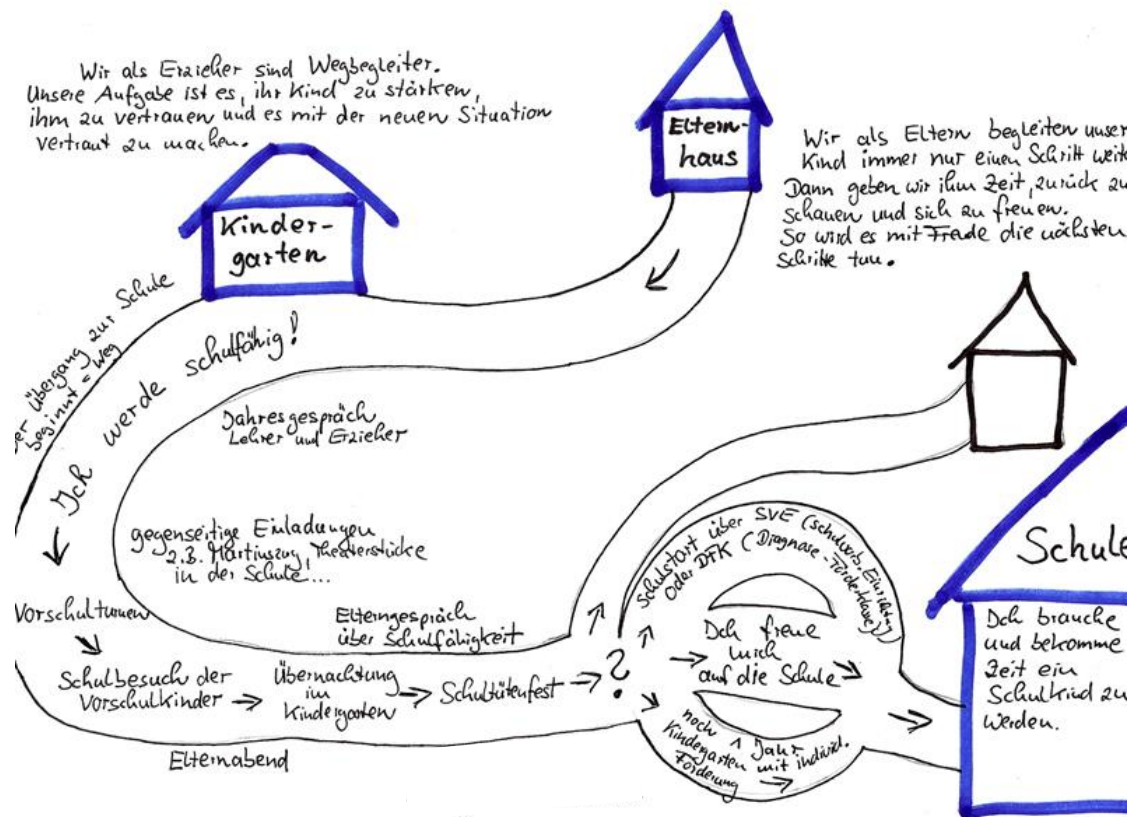 Wir als Erzieher sind Wegbegleiter.
Unsere Aufgabe ist es, ihr Kind zu stärken,
ihm zu vertrauen und es mit der neuen Situation
vertraut zu machen.
Eltern-
haus
Wir als Eltern begleiten unser
Kind immer nur einen Schritt weit
Dann geben wir ihm Zeit, zurück zu
schauen und sich zu freuen.
So wird es mit Freude die nächsten
Schritte tun.
Kinder-
garten
Übergang zur Schule
beginnt = Weg
Ich werde schulfähig!
Jahresgespräch
Lehrer und Erzieher
gegenseitige Einladungen
z.B. Martinszug, Theaterstücke
in der Schule...
Vorschulturnen
Schulbesuch der
Vorschulkinder
Elterngespräch
über Schulfähigkeit
Übernachtung
im
Kindergarten
Schultütenfest
?
Elternabend
Schulstart über SVE (schulvorb. Einrichtung
oder DFK (Diagnose-Förderklasse)
Ich freue
mich
auf die Schule
noch 1 Jahr
Kindergarten mit individ.
Förderung
Schule
Ich brauche
und bekomme
Zeit ein
Schulkind zu
werden.